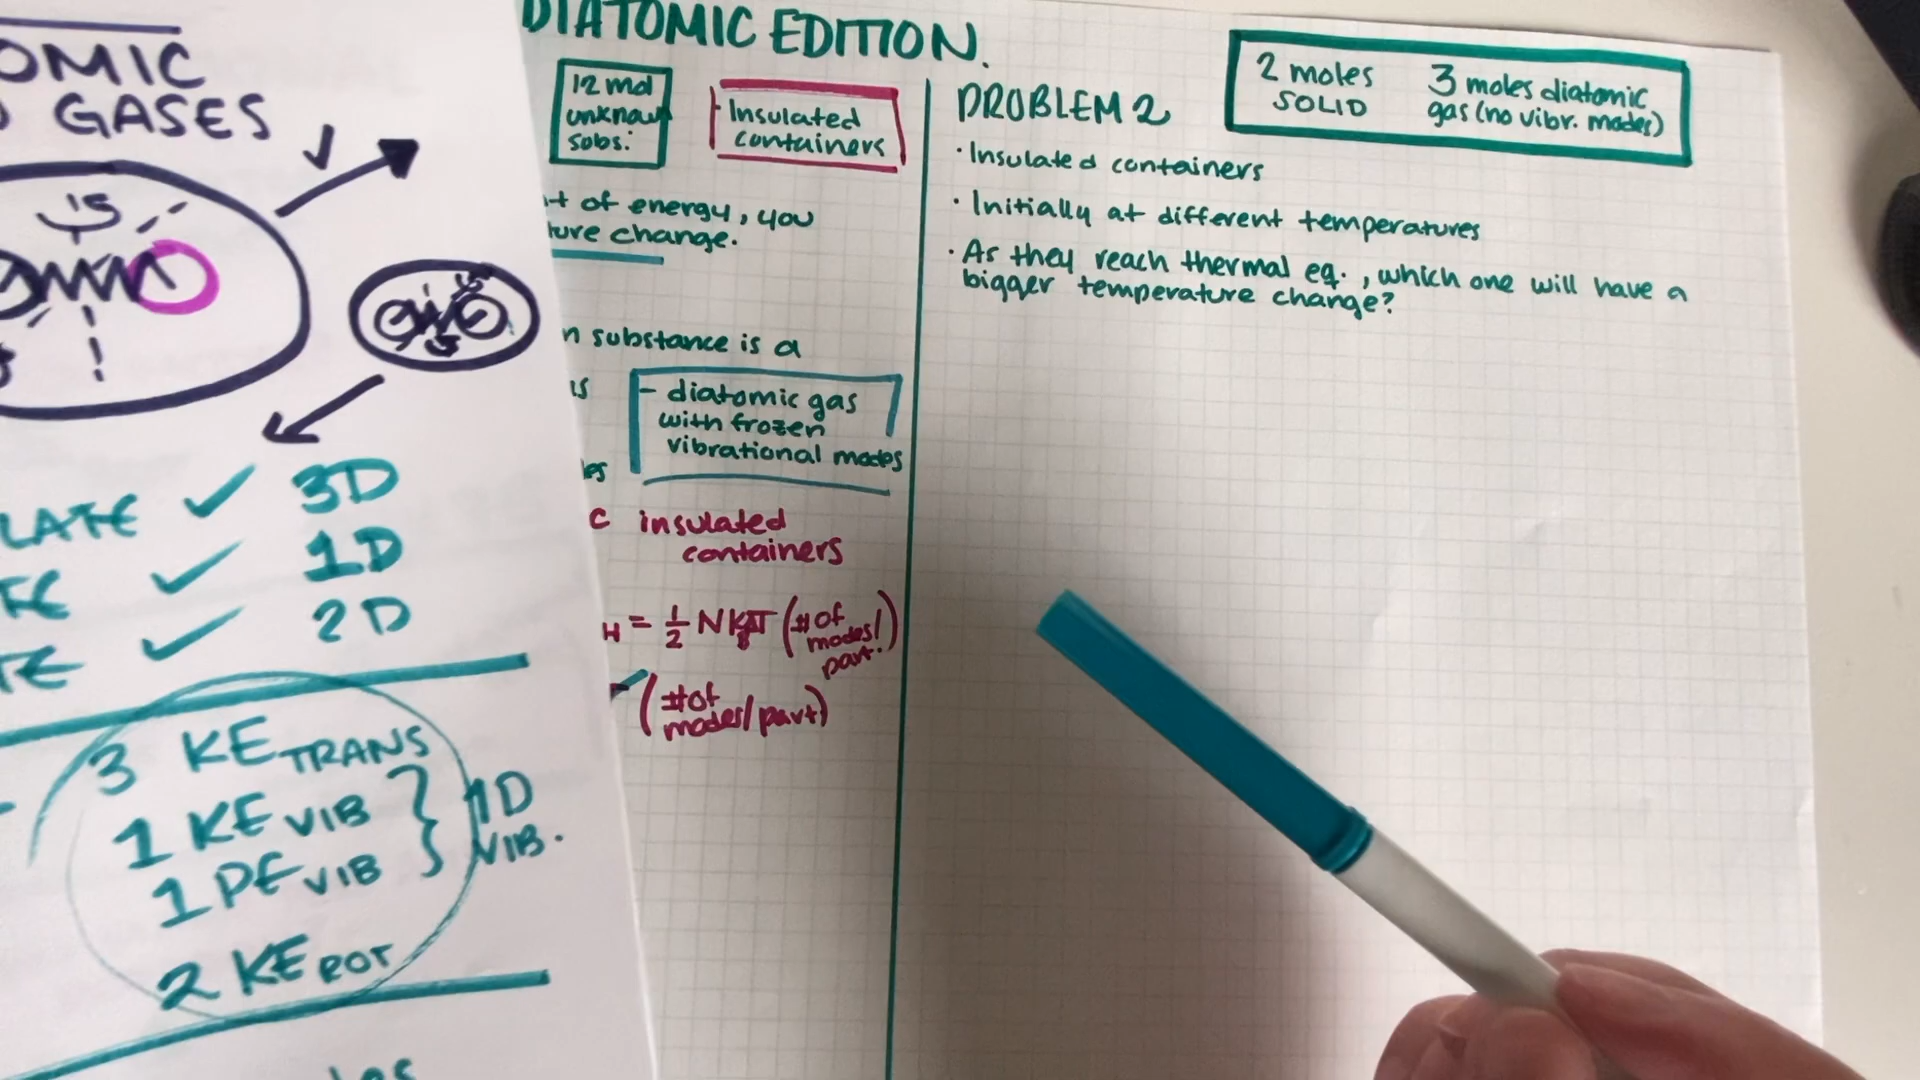 OMIC
GASES
LATE ✓ 3D
✓ 1D
✓ 2D
3 KE TRANS
1 KE VIB
1 PE VIB
1D
VIB.
2 KE ROT
DIATOMIC EDITION.
12 mol
unknown
subs.
- Insulated
containers
of energy, you
ture change.
substance is a
- diatomic gas
with frozen
vibrational modes
C insulated
containers
= 1/2 N KBT (# of
modes/
part.)
(# of
modes/part)
PROBLEM 2
2 moles
SOLID
3 moles diatomic
gas (no vibr. modes)
· Insulated containers
· Initially at different temperatures
· As they reach thermal eq., which one will have a
bigger temperature change?